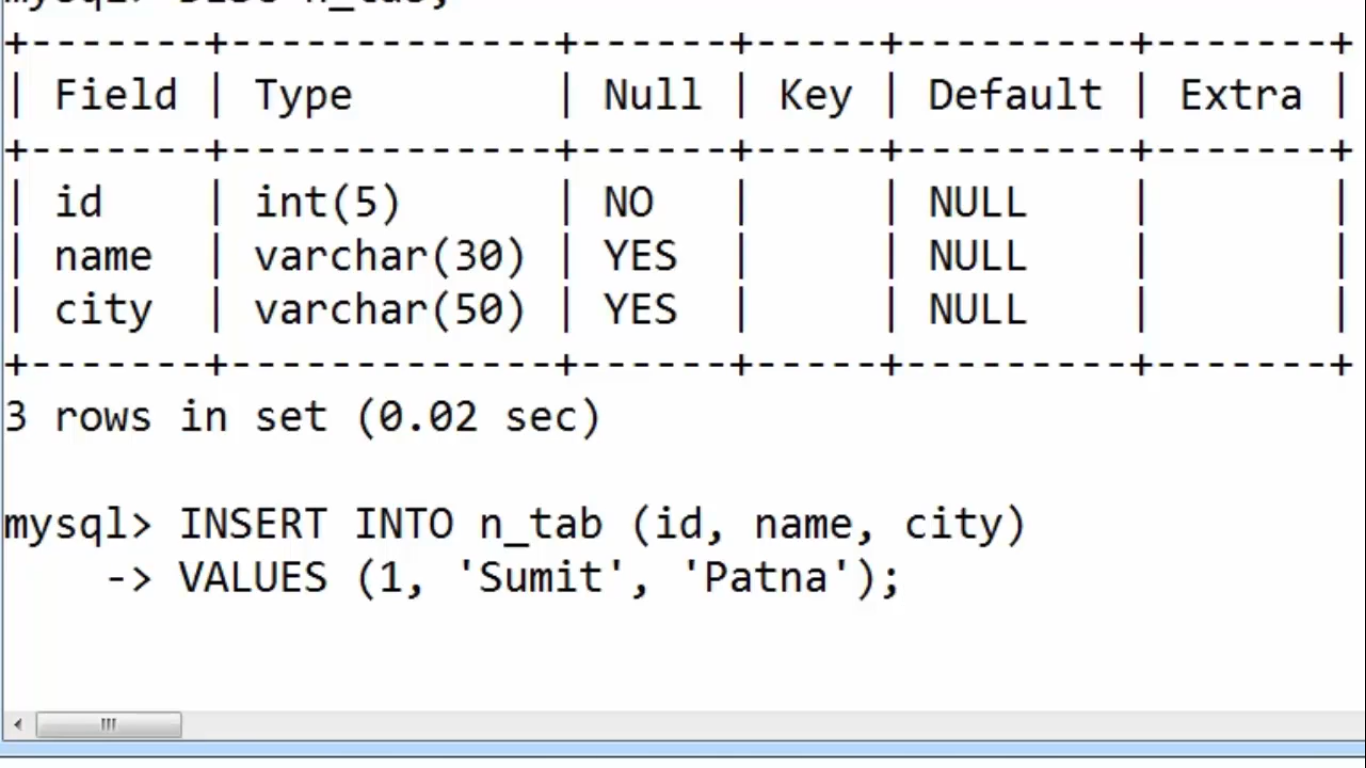 mysql> DESC n_tab;
+-------+-------------+------+-----+---------+-------+
| Field | Type        | Null | Key | Default | Extra |
+-------+-------------+------+-----+---------+-------+
| id    | int(5)      | NO   |     | NULL    |       |
| name  | varchar(30) | YES  |     | NULL    |       |
| city  | varchar(50) | YES  |     | NULL    |       |
+-------+-------------+------+-----+---------+-------+
3 rows in set (0.02 sec)
mysql> INSERT INTO n_tab (id, name, city)
    -> VALUES (1, 'Sumit', 'Patna');